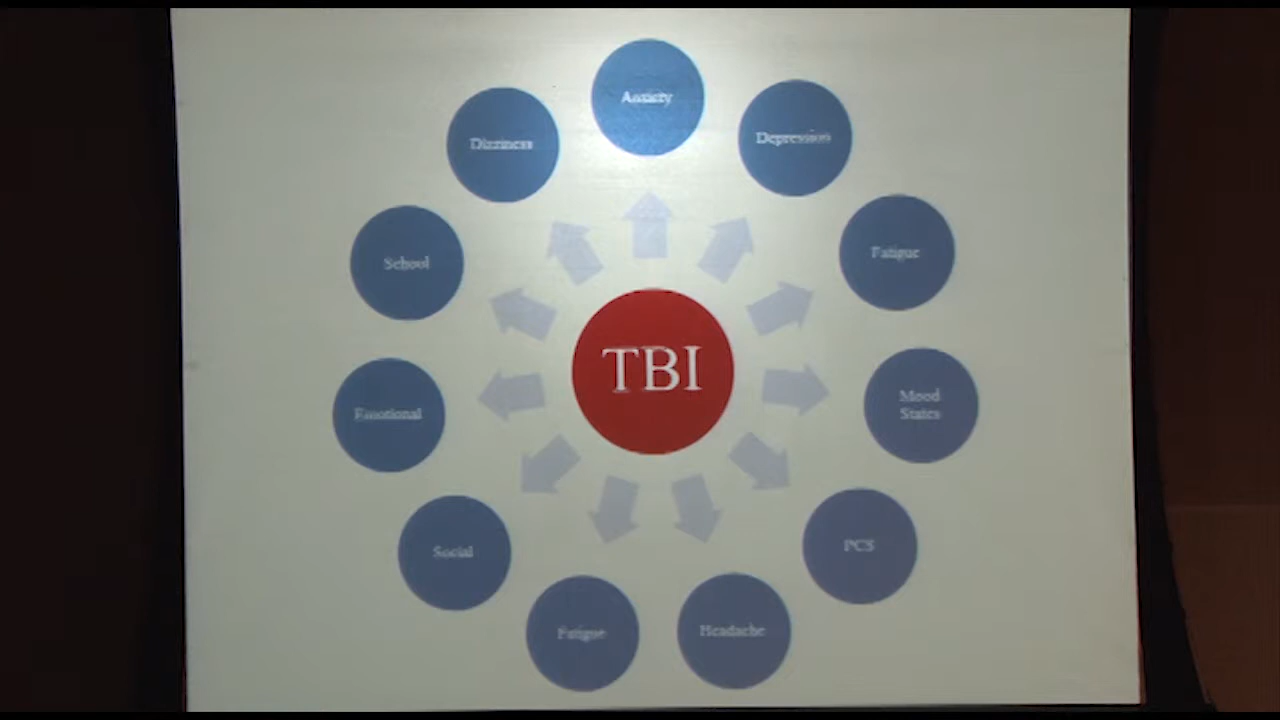 Anxiety
Depression
Dizziness
Fatigue
School
TBI
Mood
States
Emotional
PCS
Social
Headache
Fatigue